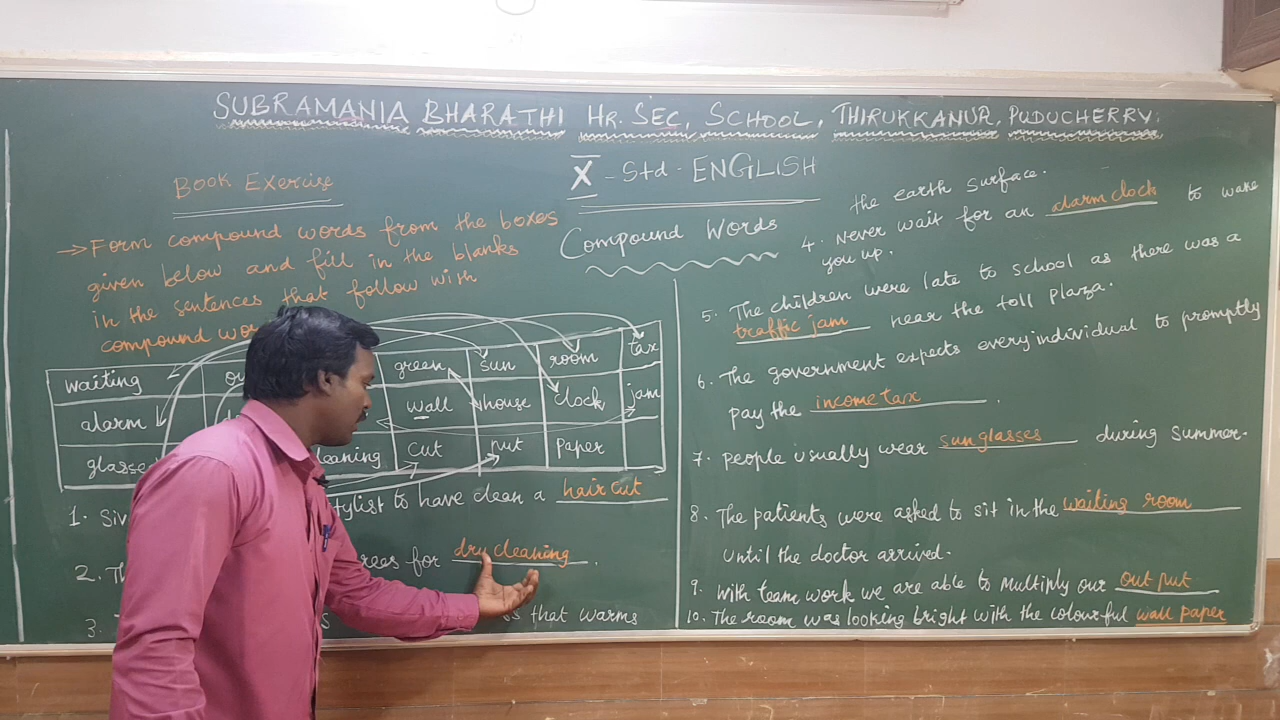 SUBRAMANIA BHARATHI HR. SEC, SCHOOL, THIRUKKANUR, PUDUCHERRY.
X - Std - ENGLISH
Compound Words
Book Exercise
→ Form compound words from the boxes
given below and fill in the blanks
in the sentences that follow with
compound
waiting green sun room tax
alarm wall house clock jam
cut put paper
1. stylist to have clean a hair cut
2. for dry cleaning.
3. that warms
the earth surface.
4. Never wait for an alarm clock to wake
you up.
5. The children were late to school as there was a
traffic jam near the toll plaza.
6. The government expects every individual to promptly
pay the income tax.
7. people usually wear sunglasses during summer.
8. The patients were asked to sit in the waiting room
until the doctor arrived.
9. With team work we are able to multiply our out put
10. The room was looking bright with the colourful wall paper